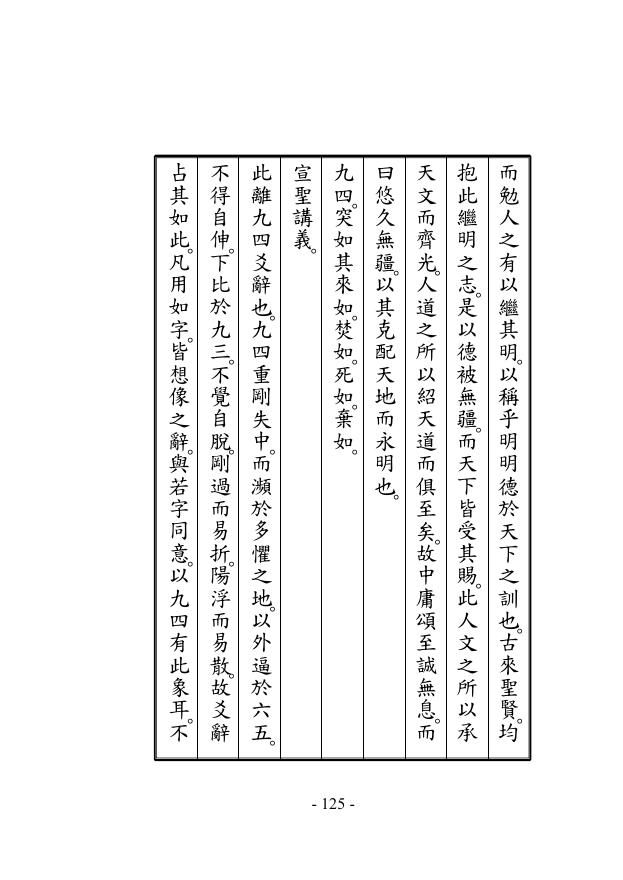 而勉人之有以繼其明。以稱乎明明德於天下之訓也。古來聖賢。均
抱此繼明之志。是以德被無疆。而天下皆受其賜。此人文之所以承
天文而齊光。人道之所以紹天道而俱至矣。故中庸頌至誠無息。而
曰悠久無疆。以其克配天地而永明也。
九四。突如其來如。焚如。死如。棄如。
宣聖講義。
此離九四爻辭也。九四重剛失中。而瀕於多懼之地。以外逼於六五。
不得自伸。下比於九三。不覺自脫。剛過而易折。陽浮而易散。故爻辭
占其如此。凡用如字。皆想像之辭。與若字同意。以九四有此象耳。不
- 125 -